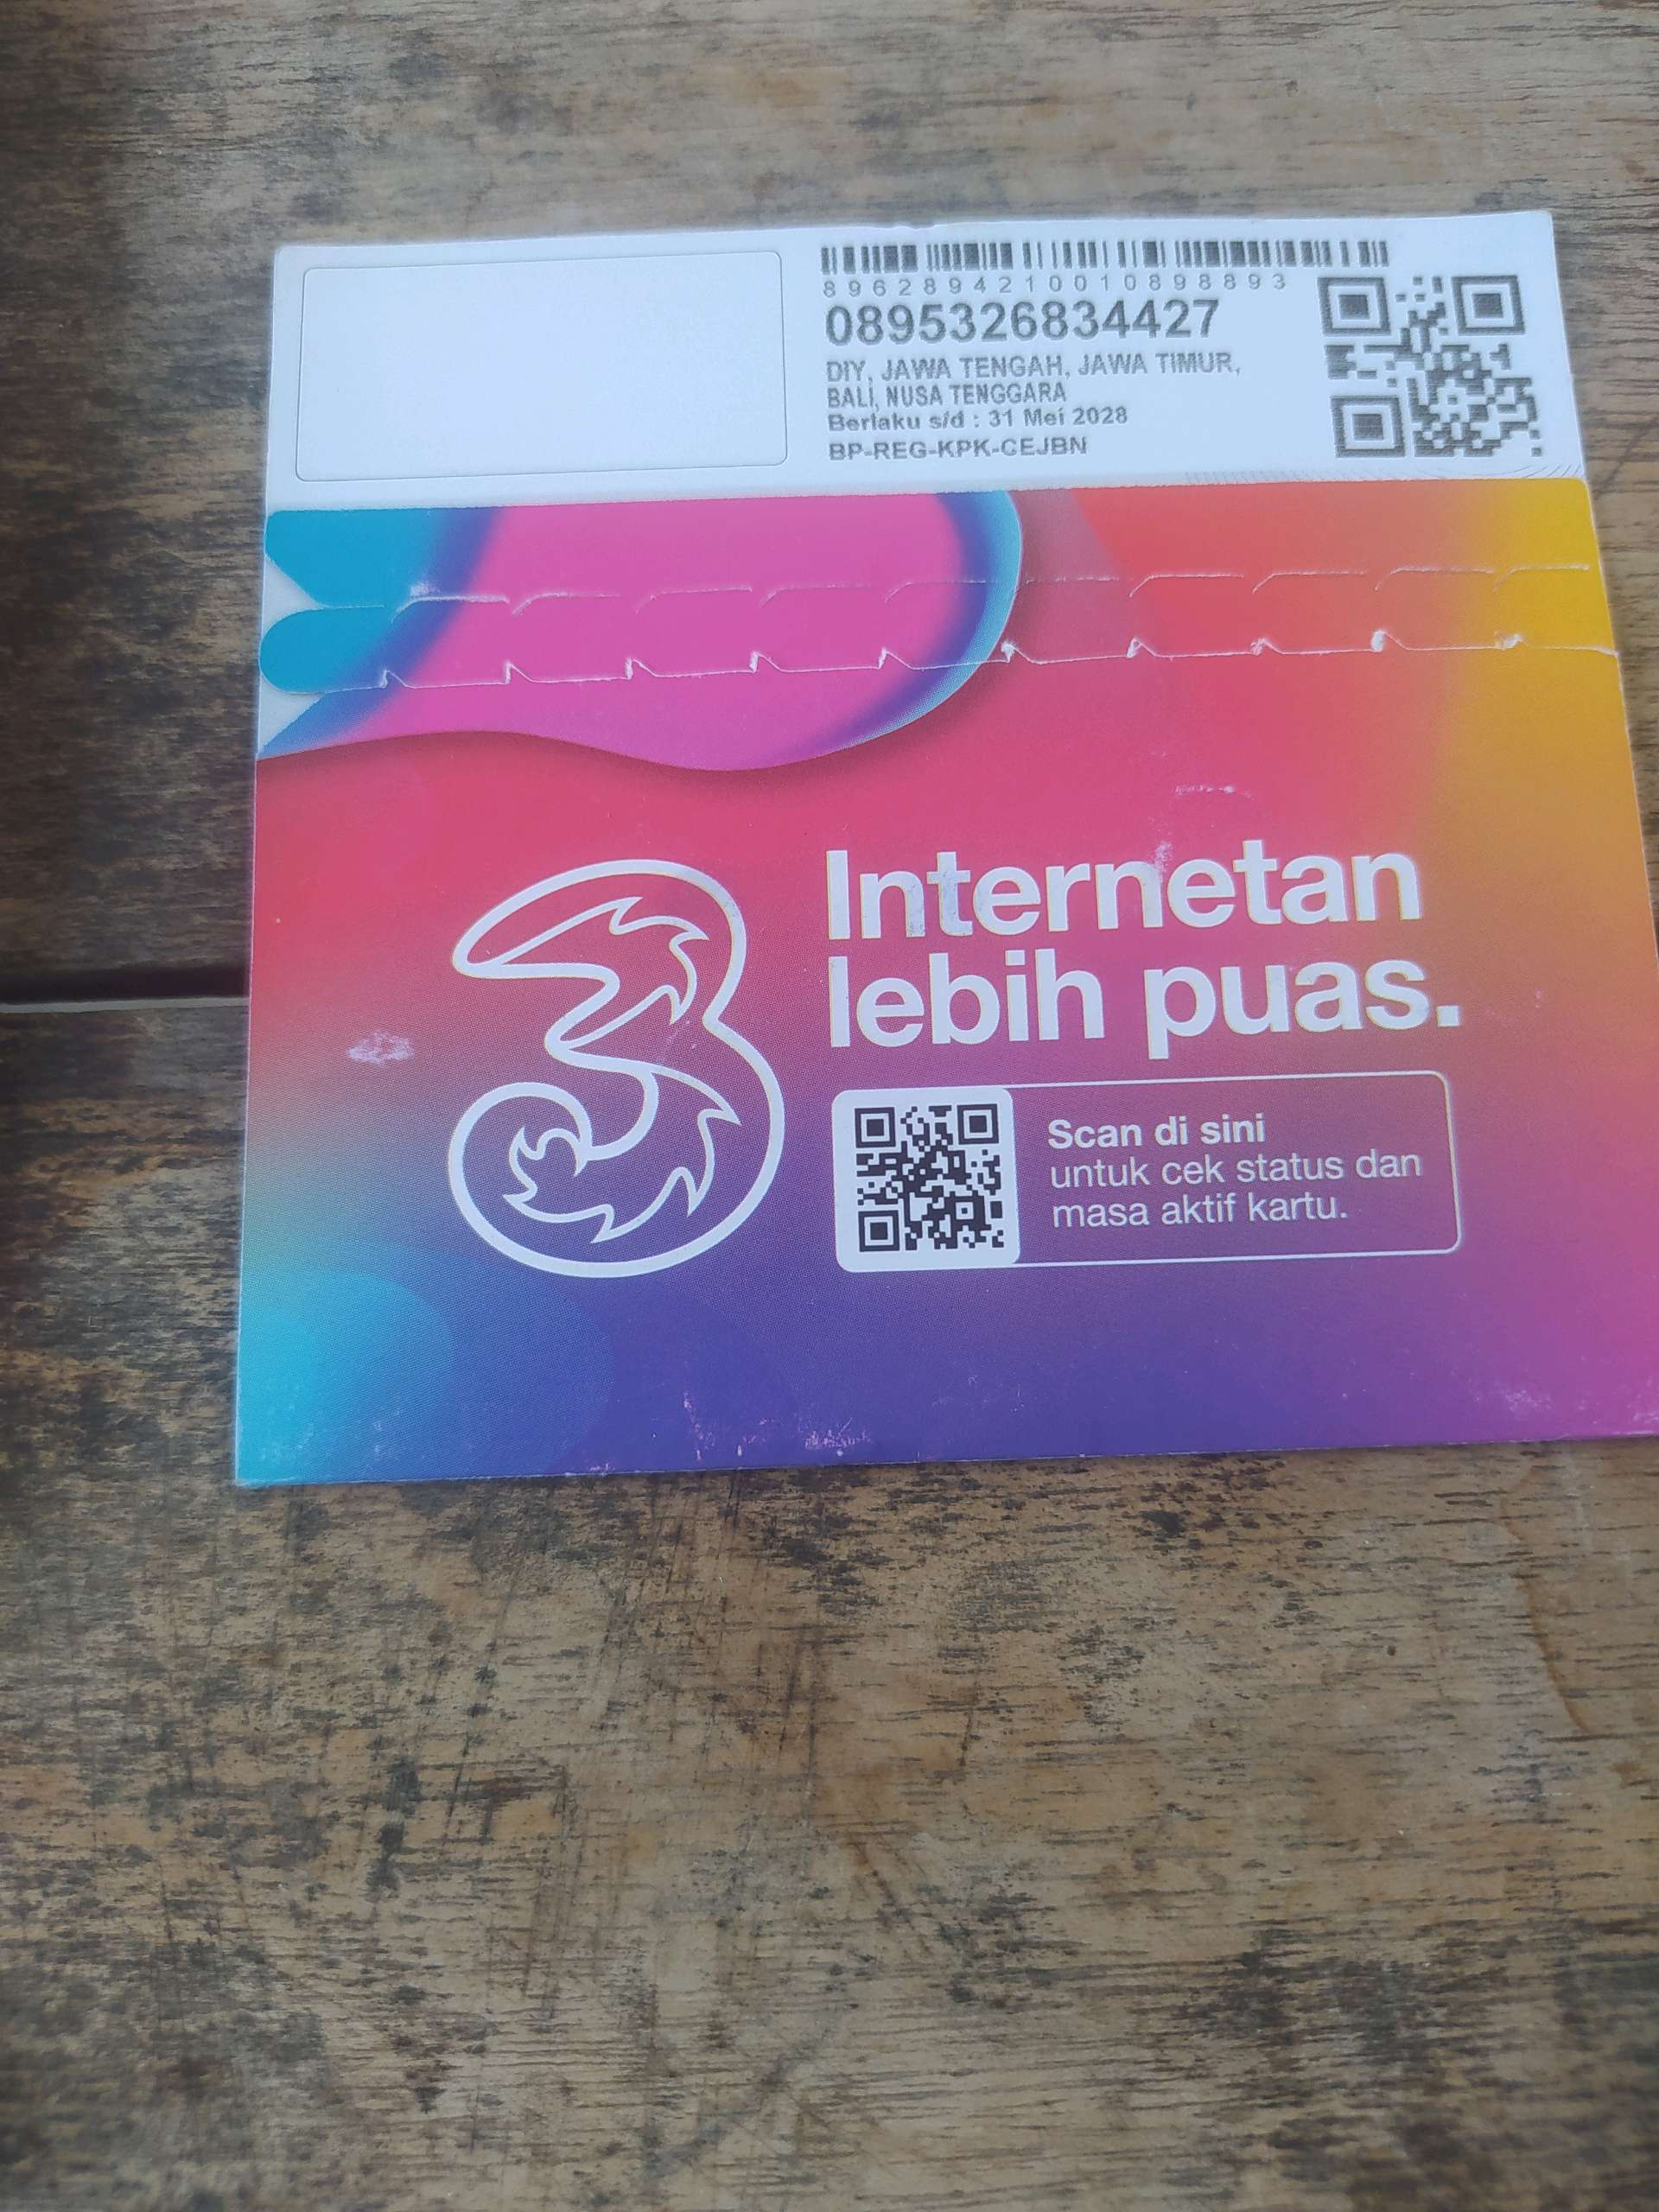 8962894210010898893
0895326834427
DIY, JAWA TENGAH, JAWA TIMUR,
BALI, NUSA TENGGARA
Berlaku s/d : 31 Mei 2028
BP-REG-KPK-CEJBN
3
Internetan
lebih puas.
Scan di sini
untuk cek status dan
masa aktif kartu.